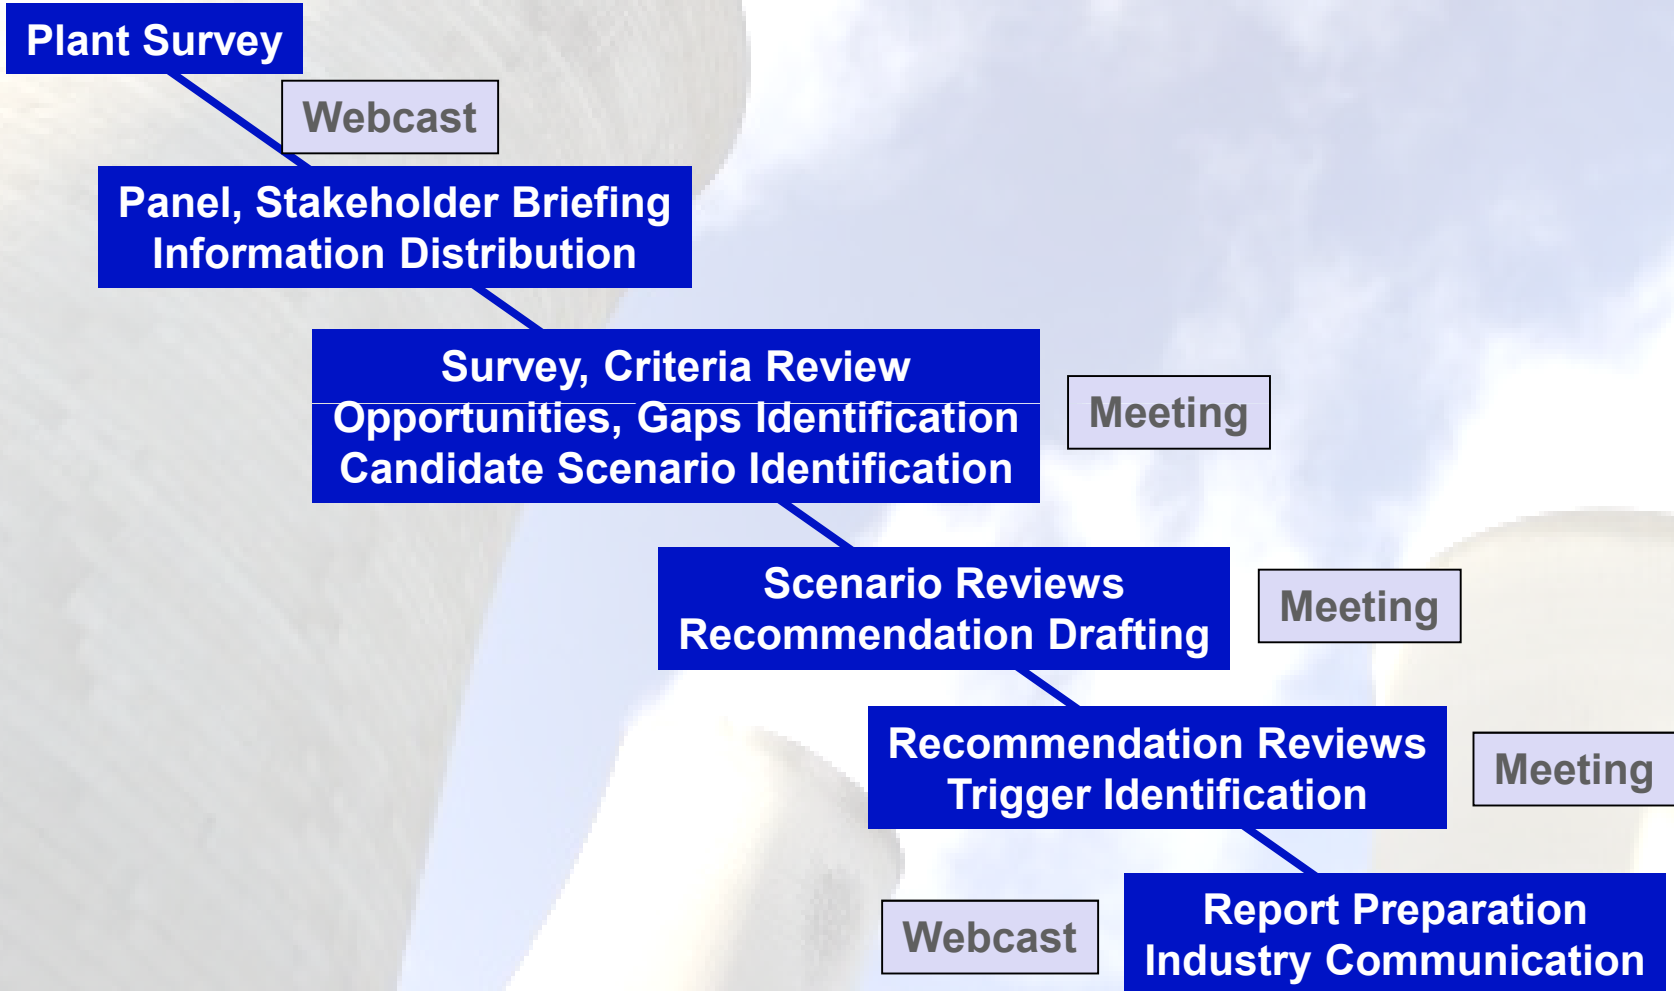 Plant Survey
Webcast
Panel, Stakeholder Briefing
Information Distribution
Survey, Criteria Review
Opportunities, Gaps Identification
Candidate Scenario Identification
Meeting
Scenario Reviews
Recommendation Drafting
Meeting
Recommendation Reviews
Trigger Identification
Meeting
Webcast
Report Preparation
Industry Communication